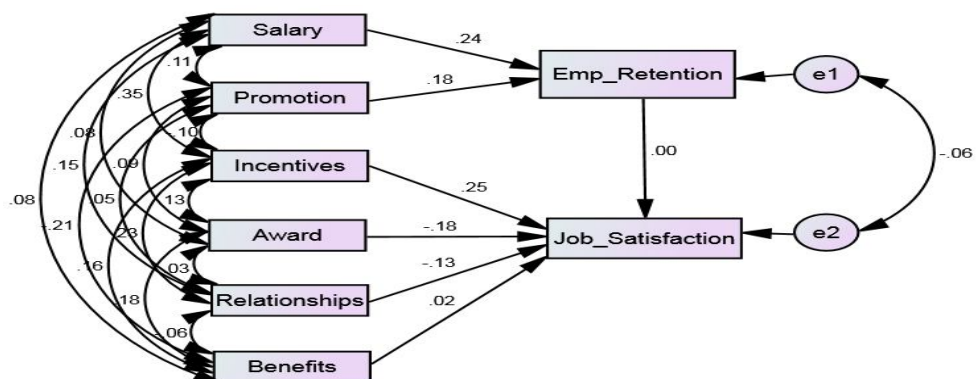 Salary
.24
Emp_Retention
e1
.11
.18
Promotion
.35
-.10
.08
.09
.15
Incentives
.00
-.06
.25
.08
.05
13
-.21
.23
Award
-.18
Job_Satisfaction
e2
.03
-.13
.16
.18
Relationships
.02
-.06
Benefits